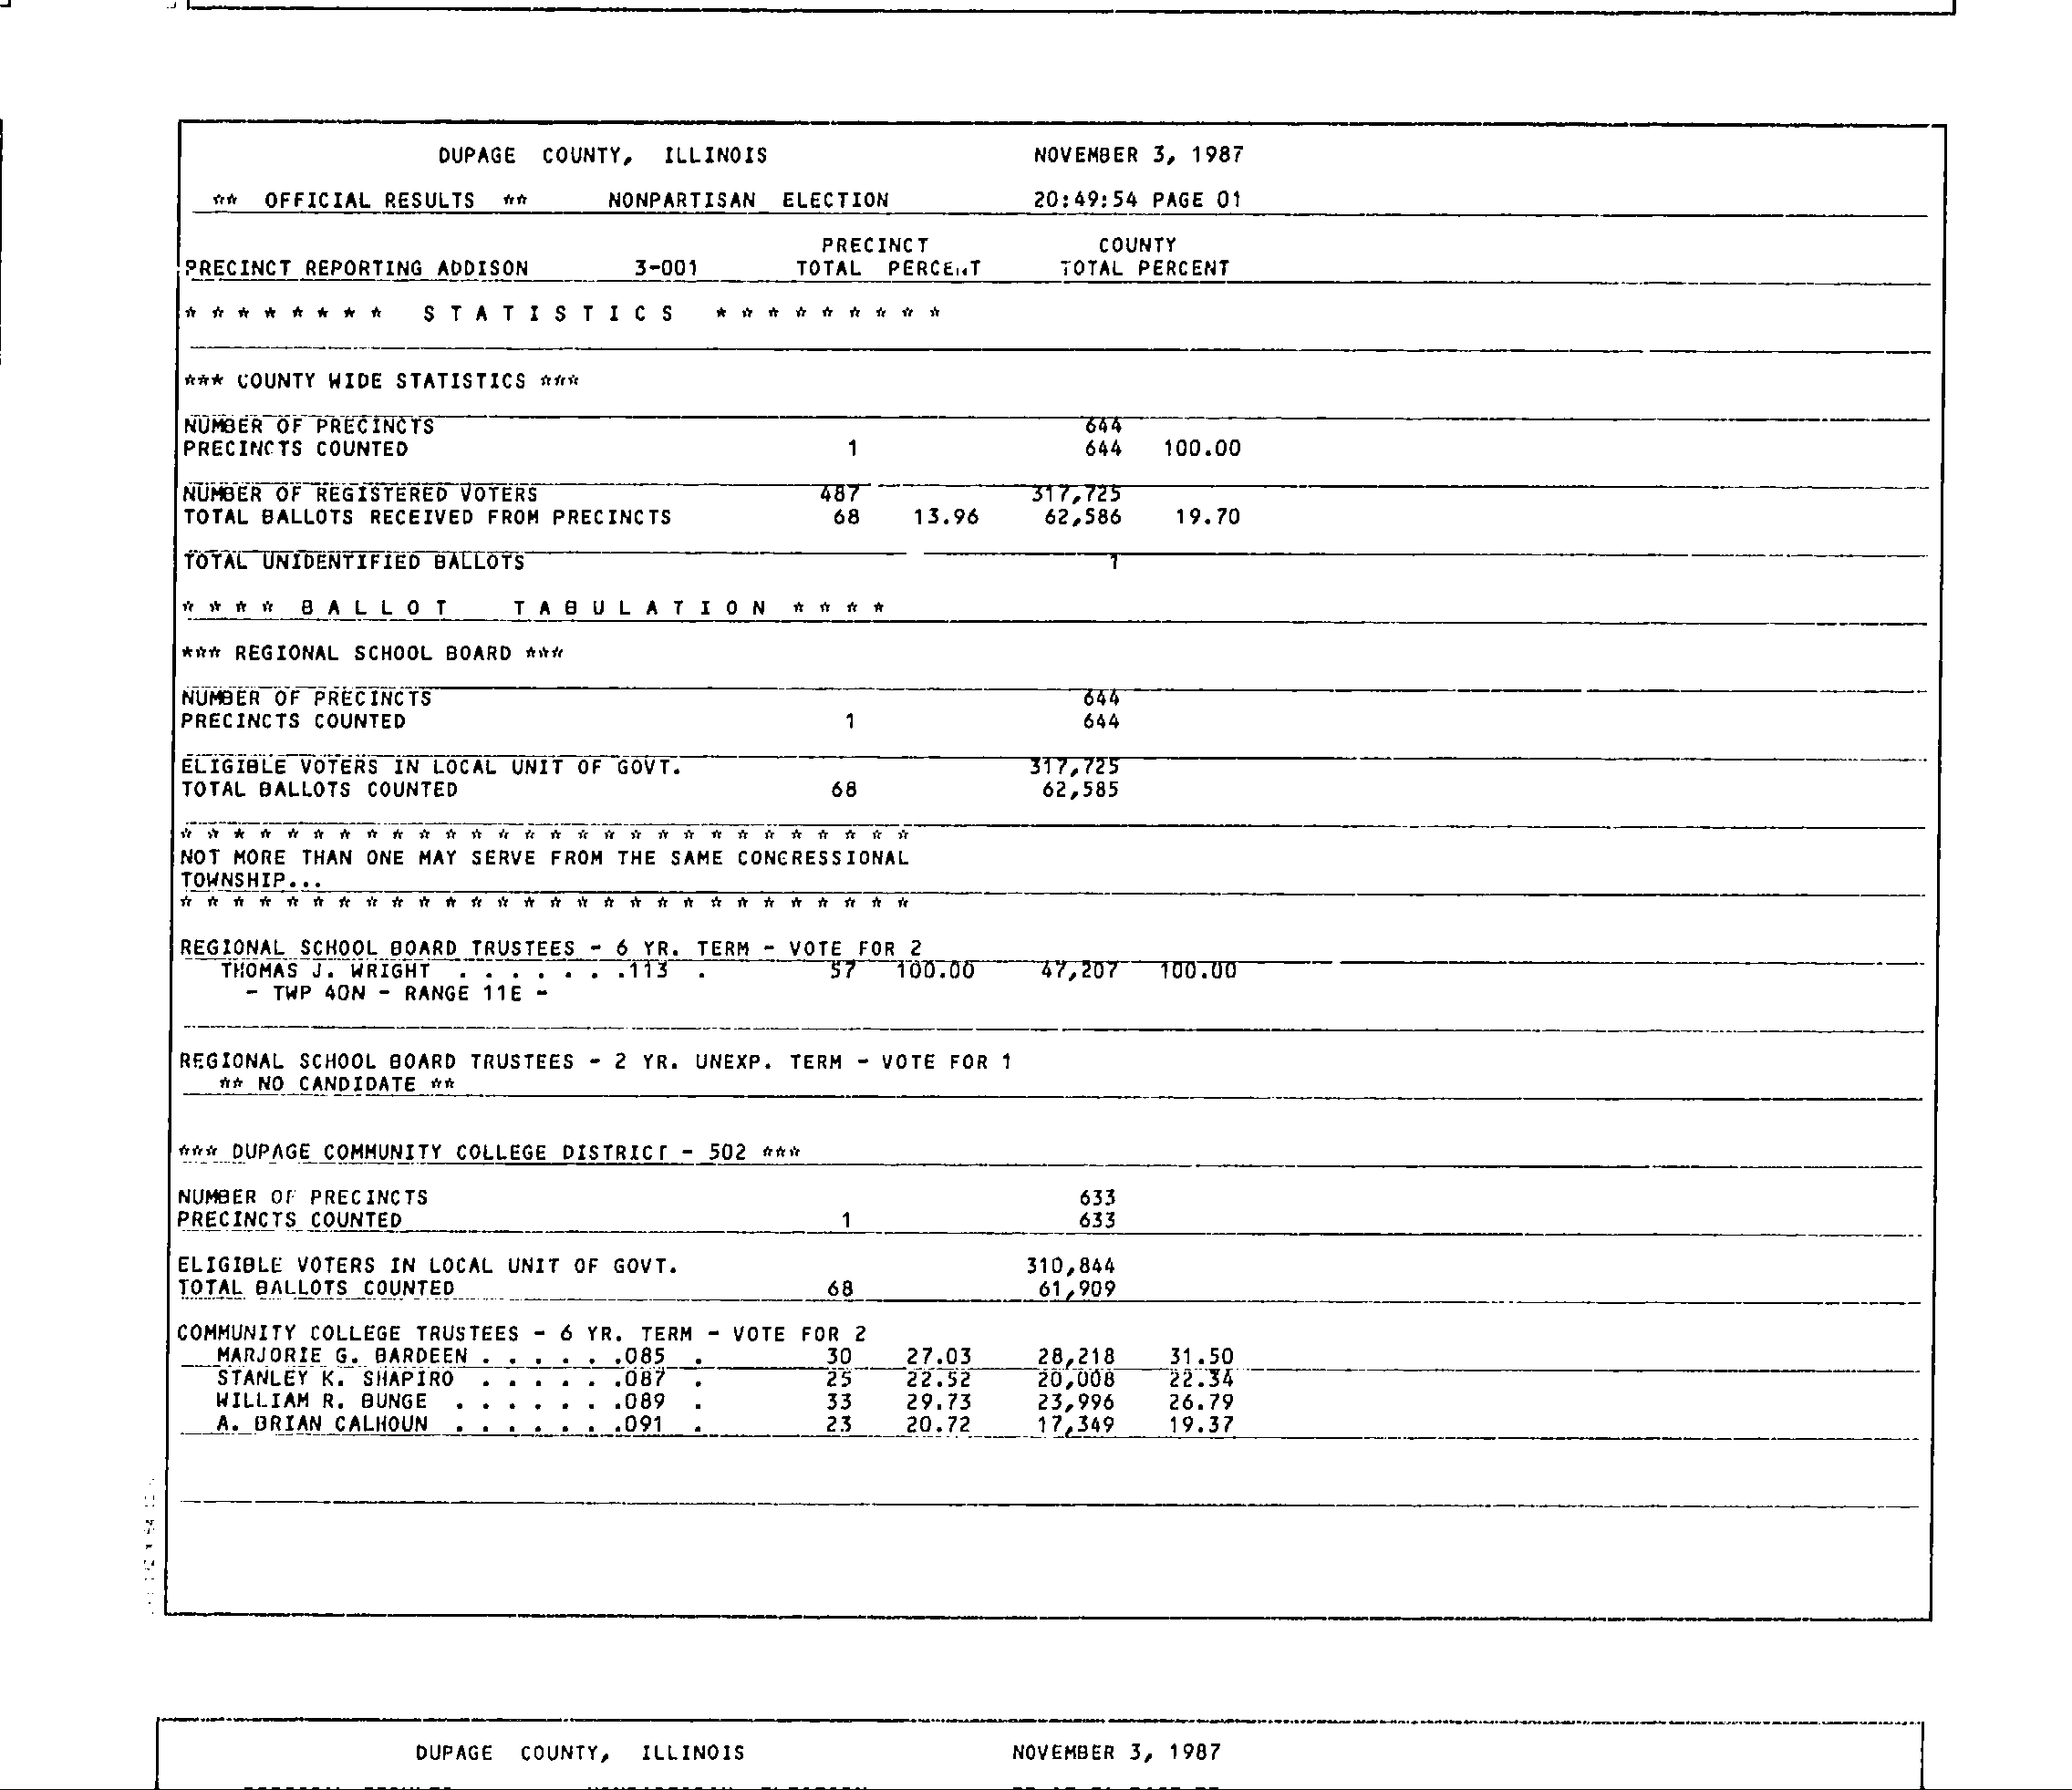 DUPAGE COUNTY, ILLINOIS NOVEMBER 3, 1987
** OFFICIAL RESULTS ** NONPARTISAN ELECTION 20:49:54 PAGE 01
PRECINCT COUNTY
PRECINCT REPORTING ADDISON 3-001 TOTAL PERCENT TOTAL PERCENT
* * * * * * * * S T A T I S T I C S * * * * * * * * *
*** COUNTY WIDE STATISTICS ***
NUMBER OF PRECINCTS 644
PRECINCTS COUNTED 1 644 100.00
NUMBER OF REGISTERED VOTERS 487 317,725
TOTAL BALLOTS RECEIVED FROM PRECINCTS 68 13.96 62,586 19.70
TOTAL UNIDENTIFIED BALLOTS 1
* * * * B A L L O T T A B U L A T I O N * * * *
*** REGIONAL SCHOOL BOARD ***
NUMBER OF PRECINCTS 644
PRECINCTS COUNTED 1 644
ELIGIBLE VOTERS IN LOCAL UNIT OF GOVT. 317,725
TOTAL BALLOTS COUNTED 68 62,585
* * * * * * * * * * * * * * * * * * * * * * * * * * * *
NOT MORE THAN ONE MAY SERVE FROM THE SAME CONGRESSIONAL
TOWNSHIP...
* * * * * * * * * * * * * * * * * * * * * * * * * * * *
REGIONAL SCHOOL BOARD TRUSTEES - 6 YR. TERM - VOTE FOR 2
THOMAS J. WRIGHT . . . . . . .113 . 57 100.00 47,207 100.00
- TWP 40N - RANGE 11E -
REGIONAL SCHOOL BOARD TRUSTEES - 2 YR. UNEXP. TERM - VOTE FOR 1
** NO CANDIDATE **
*** DUPAGE COMMUNITY COLLEGE DISTRICT - 502 ***
NUMBER OF PRECINCTS 633
PRECINCTS COUNTED 1 633
ELIGIBLE VOTERS IN LOCAL UNIT OF GOVT. 310,844
TOTAL BALLOTS COUNTED 68 61,909
COMMUNITY COLLEGE TRUSTEES - 6 YR. TERM - VOTE FOR 2
MARJORIE G. BARDEEN . . . . . .085 . 30 27.03 28,218 31.50
STANLEY K. SHAPIRO . . . . . .087 . 25 22.52 20,008 22.34
WILLIAM R. BUNGE . . . . . . .089 . 33 29.73 23,996 26.79
A. BRIAN CALHOUN . . . . . . .091 . 23 20.72 17,349 19.37
DUPAGE COUNTY, ILLINOIS NOVEMBER 3, 1987